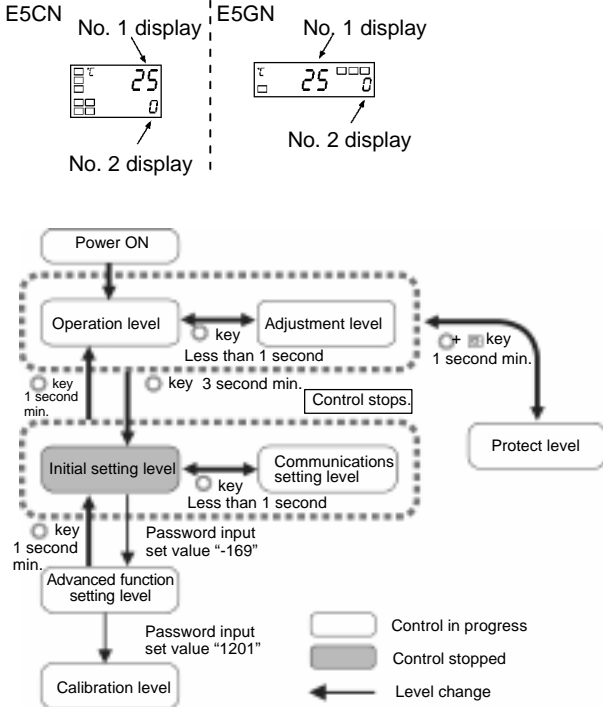 E5CN
No. 1 display
℃
25
0
No. 2 display
E5GN
No. 1 display
℃
25
0
No. 2 display
Power ON
Operation level
Adjustment level
key
Less than 1 second
+ key
1 second min.
key
1 second
min.
key 3 second min.
Control stops.
Protect level
Initial setting level
Communications
setting level
key
Less than 1 second
key
1 second
min.
Password input
set value "-169"
Advanced function
setting level
Password input
set value "1201"
Calibration level
Control in progress
Control stopped
Level change